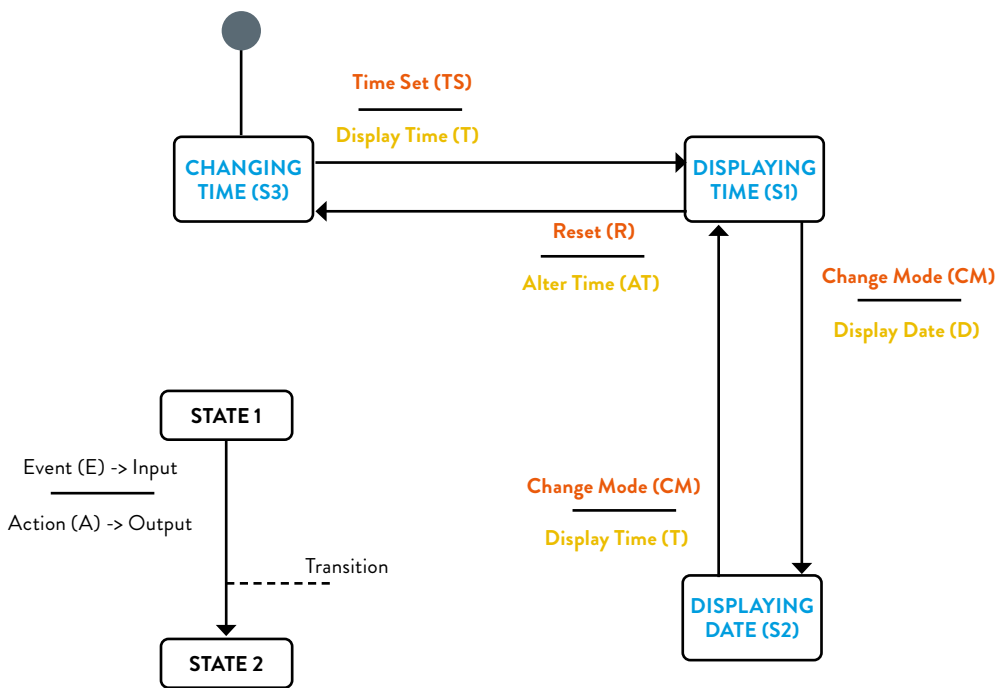 Time Set (TS)
Display Time (T)
CHANGING
TIME (S3)
DISPLAYING
TIME (S1)
Reset (R)
Alter Time (AT)
Change Mode (CM)
Display Date (D)
STATE 1
Event (E) -> Input
Action (A) -> Output
Transition
STATE 2
Change Mode (CM)
Display Time (T)
DISPLAYING
DATE (S2)